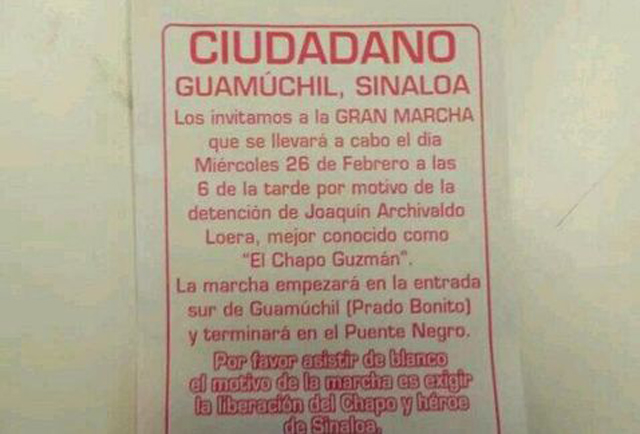 CIUDADANO
GUAMÚCHIL, SINALOA
Los invitamos a la GRAN MARCHA
que se llevará a cabo el día
Miércoles 26 de Febrero a las
6 de la tarde por motivo de la
detención de Joaquín Archivaldo
Loera, mejor conocido como
“El Chapo Guzmán”.
La marcha empezará en la entrada
sur de Guamúchil (Prado Bonito)
y terminará en el Puente Negro.
Por favor asistir de blanco
el motivo de la marcha es exigir
la liberación del Chapo y héroe
de Sinaloa.